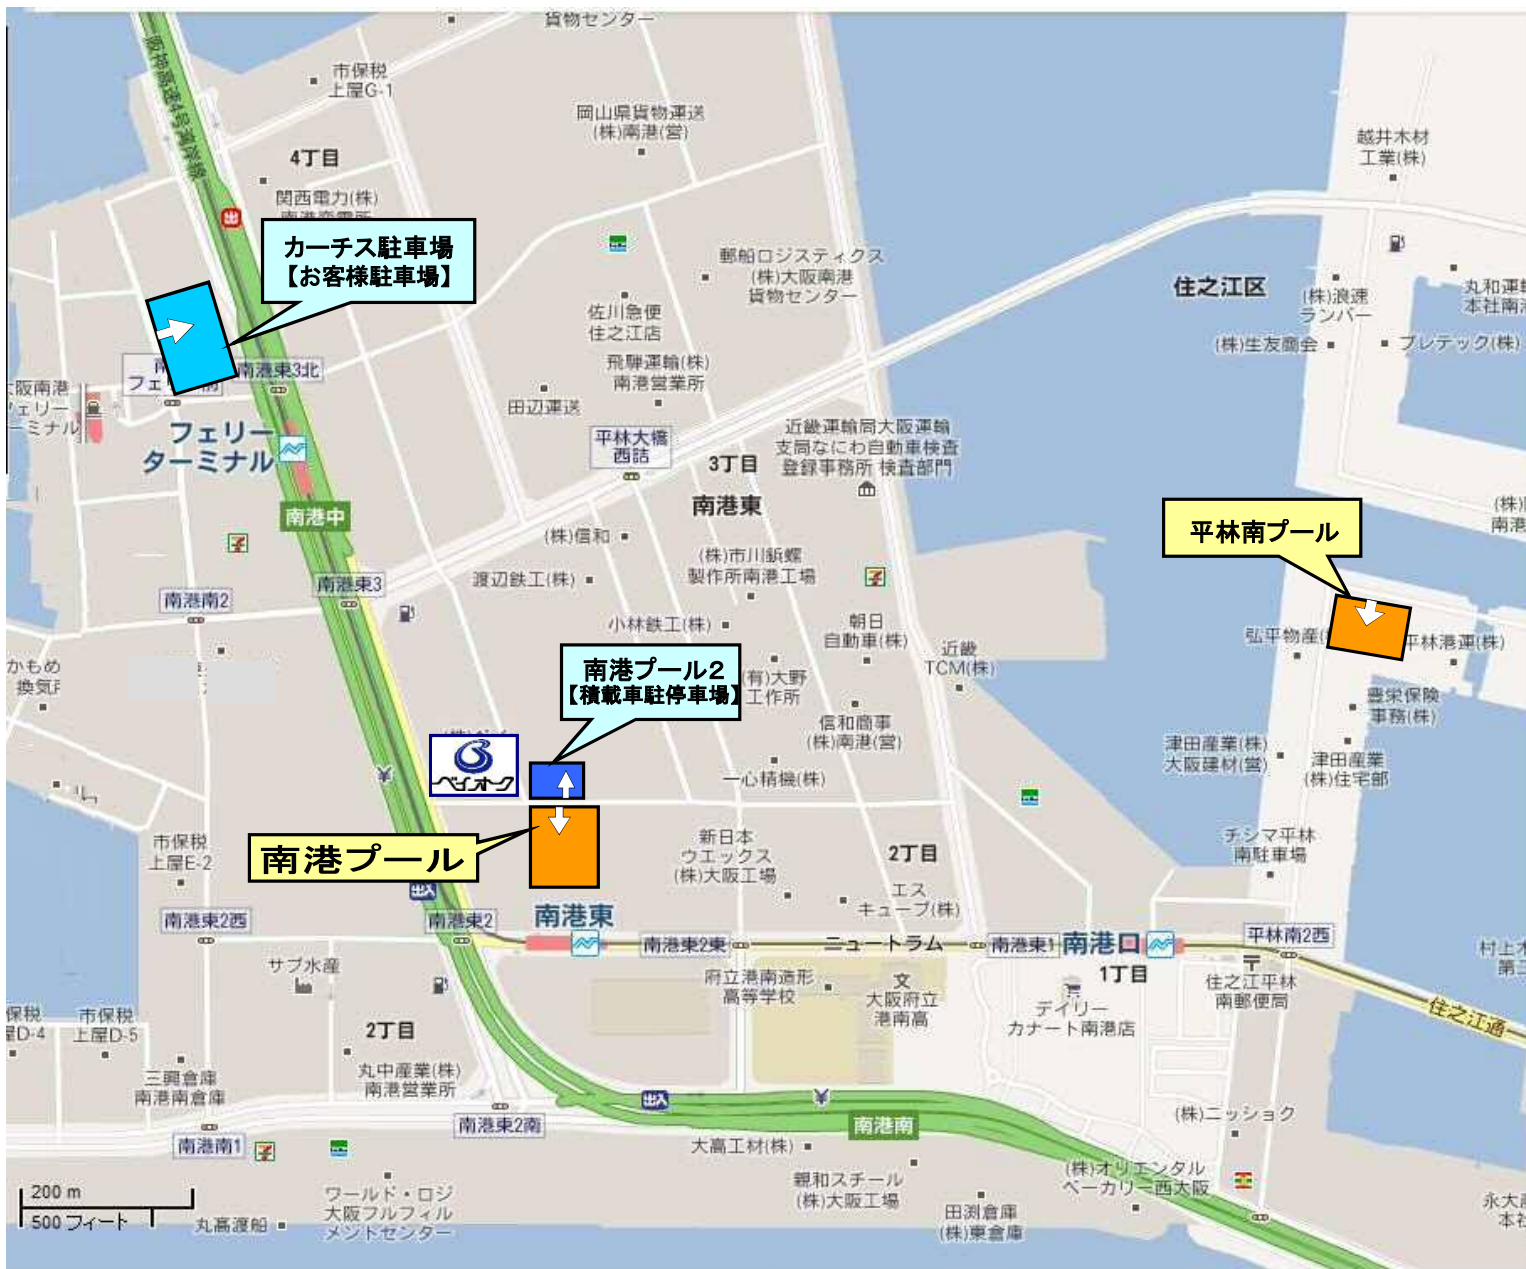 貨物センター
阪神高速4号湾岸線
市保税
上屋G-1
岡山県貨物運送
(株)南港(営)
越井木材
工業(株)
4丁目
関西電力(株)
出
カーチス駐車場
【お客様駐車場】
郵船ロジスティクス
(株)大阪南港
貨物センター
住之江区
(株)浪速
ランバー
丸和運輸
本社南港
佐川急便
住之江店
(株)生友商会
プレテック(株)
飛騨運輸(株)
南港営業所
南港東3北
田辺運送
フェリー
ターミナル
平林大橋
西詰
3丁目
近畿運輸局大阪運輸
支局なにわ自動車検査
登録事務所 検査部門
南港東
南港中
(株)信和
平林南プール
南港東3
渡辺鉄工(株)
(株)市川鋲螺
製作所南港工場
南港南2
小林鉄工(株)
朝日
自動車(株)
近畿
TCM(株)
弘平物産
平林港運(株)
かもめ
換気所
南港プール2
【積載車駐停車場】
(有)大野
工作所
信和商事
(株)南港(営)
豊栄保険
事務(株)
津田産業(株)
大阪建材(営)
津田産業
(株)住宅部
ベイオーク
一心精機(株)
南港プール
市保税
上屋E-2
新日本
ウエックス
(株)大阪工場
2丁目
チシマ平林
南駐車場
エス
キューブ(株)
出入
南港東2西
南港東2
南港東
南港東2東
ニュートラム
南港東1
南港口
平林南2西
サブ水産
府立港南造形
高等学校
文
大阪府立
港南高
1丁目
デイリー
カナート南港店
住之江平林
南郵便局
住之江通
保税
屋D-4
市保税
上屋D-5
2丁目
三興倉庫
南港南倉庫
丸中産業(株)
南港営業所
出入
南港東2南
南港南
(株)ニッショク
南港南1
大高工材(株)
親和スチール
(株)大阪工場
(株)オリエンタル
ベーカリー西大阪
田渕倉庫
(株)東倉庫
ワールド・ロジ
大阪フルフィル
メントセンター
丸高渡船
200 m
500 フィート